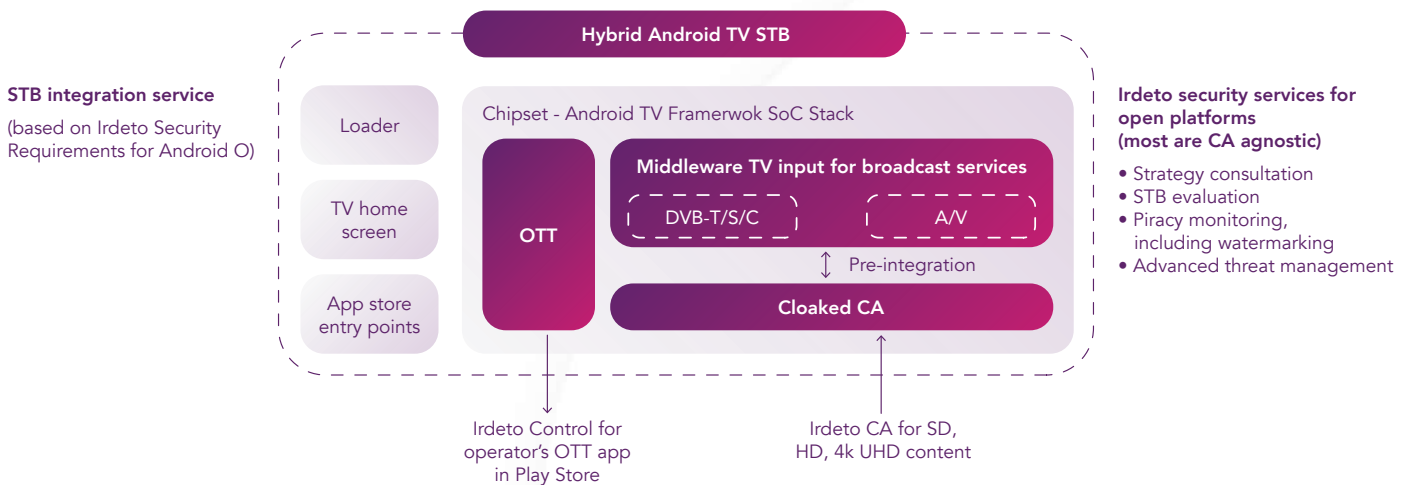 Hybrid Android TV STB
STB integration service
(based on Irdeto Security
Requirements for Android O)
Loader
TV home
screen
App store
entry points
Chipset - Android TV Framerwok SoC Stack
OTT
Middleware TV input for broadcast services
DVB-T/S/C
A/V
Pre-integration
Cloaked CA
Irdeto Control for
operator's OTT app
in Play Store
Irdeto CA for SD,
HD, 4k UHD content
Irdeto security services for
open platforms
(most are CA agnostic)
• Strategy consultation
• STB evaluation
• Piracy monitoring,
including watermarking
• Advanced threat management